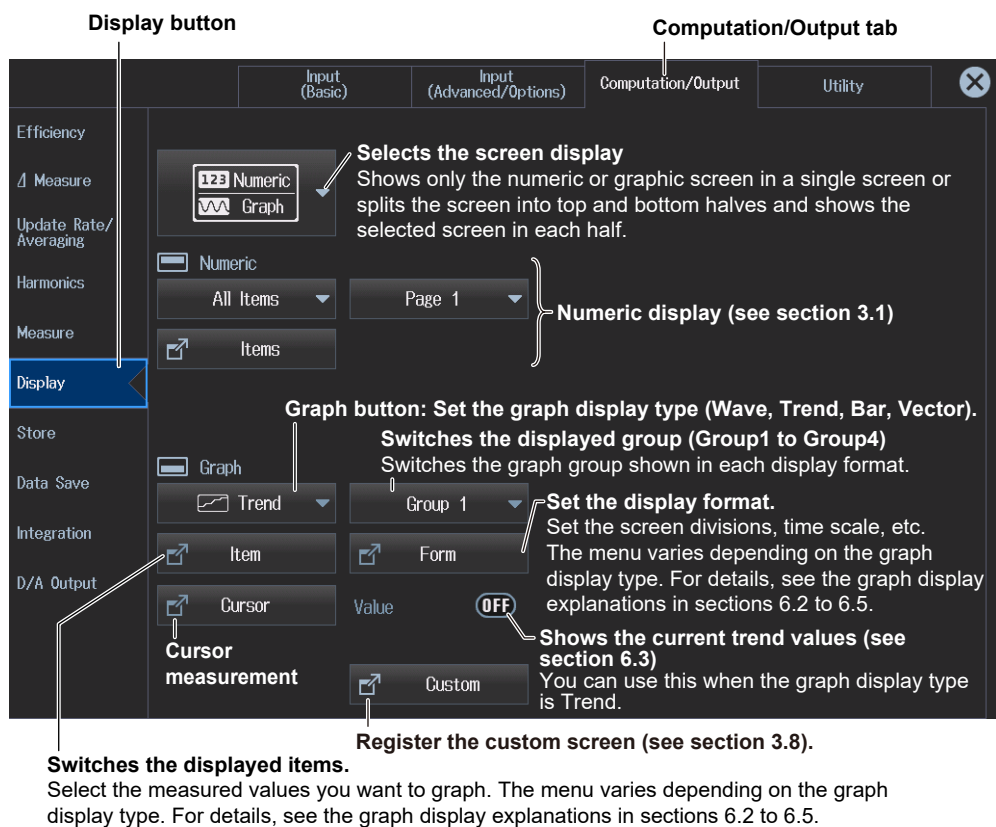 Display button
Computation/Output tab
Input
(Basic)
Input
(Advanced/Options)
Computation/Output
Utility
Efficiency
⊿ Measure
Update Rate/
Averaging
Harmonics
Measure
Display
Store
Data Save
Integration
D/A Output
123 Numeric
Graph
Selects the screen display
Shows only the numeric or graphic screen in a single screen or
splits the screen into top and bottom halves and shows the
selected screen in each half.
Numeric
All Items
Page 1
Items
Numeric display (see section 3.1)
Graph button: Set the graph display type (Wave, Trend, Bar, Vector).
Switches the displayed group (Group1 to Group4)
Switches the graph group shown in each display format.
Graph
Trend
Group 1
Item
Form
Set the display format.
Set the screen divisions, time scale, etc.
The menu varies depending on the graph
display type. For details, see the graph display
explanations in sections 6.2 to 6.5.
Cursor
Value
OFF
Cursor
measurement
Shows the current trend values (see
section 6.3)
You can use this when the graph display type
is Trend.
Custom
Register the custom screen (see section 3.8).
Switches the displayed items.
Select the measured values you want to graph. The menu varies depending on the graph
display type. For details, see the graph display explanations in sections 6.2 to 6.5.